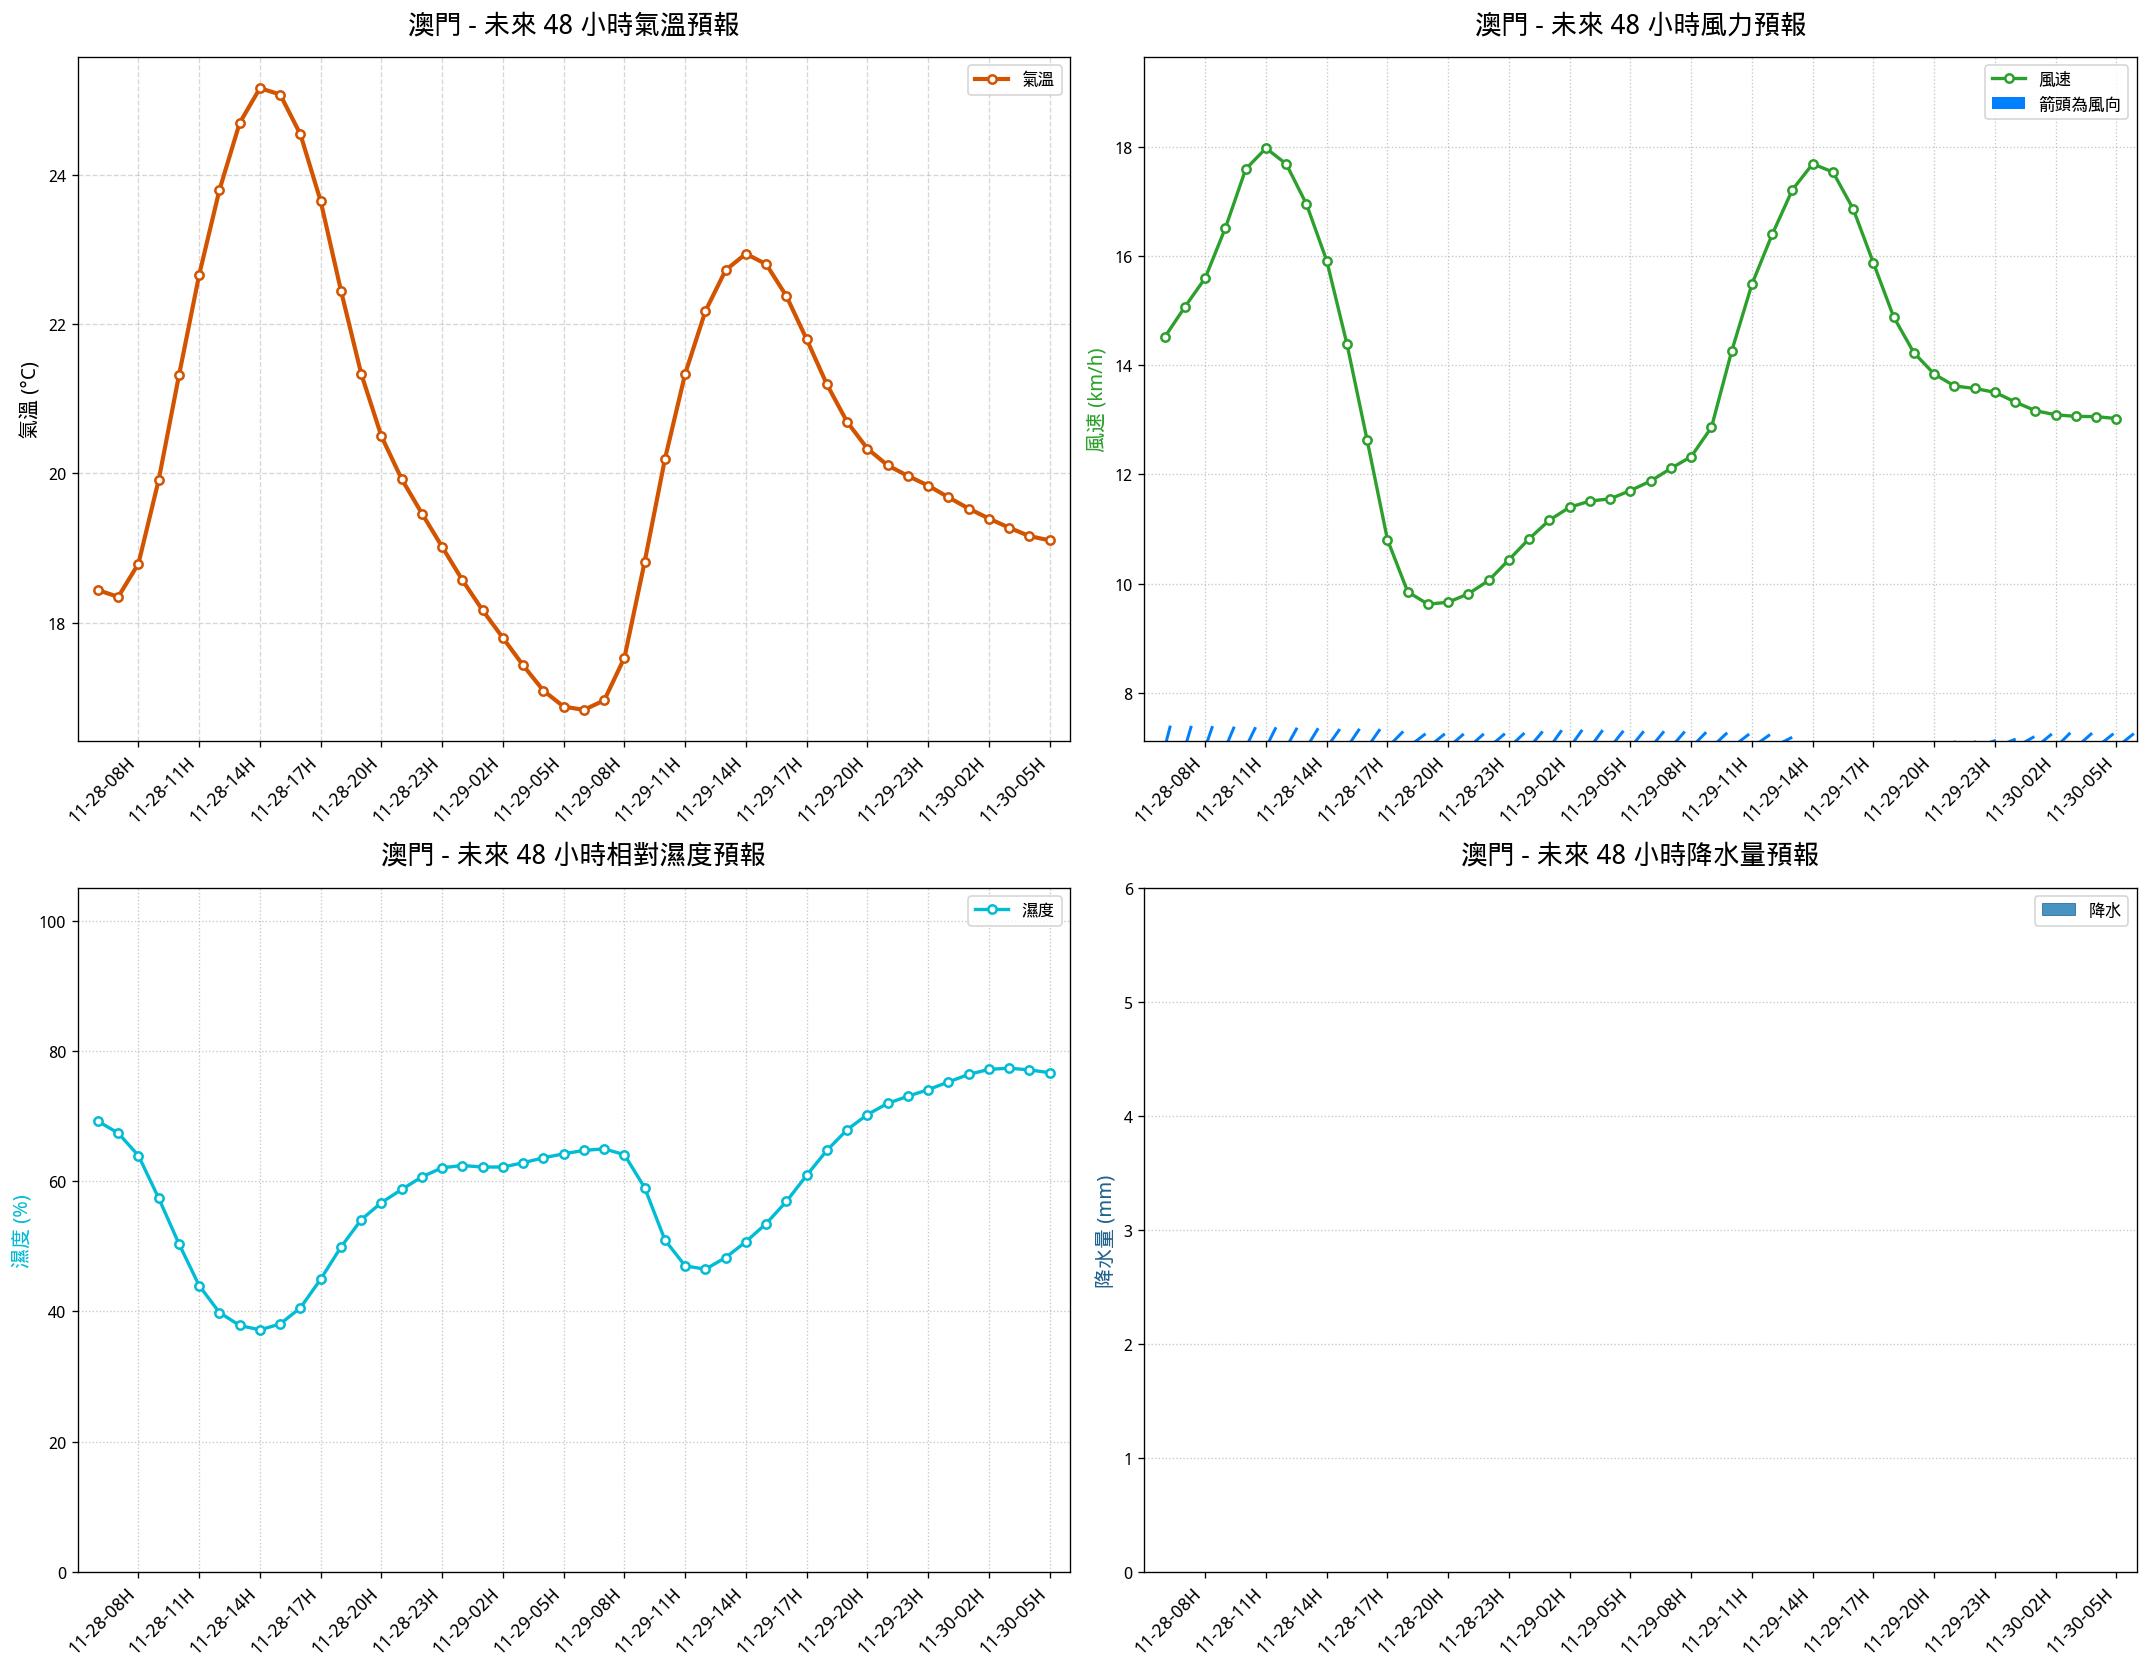 澳門 - 未來 48 小時氣溫預報
氣溫
氣溫 (°C)
24
22
20
18
11-28-08H
11-28-11H
11-28-14H
11-28-17H
11-28-20H
11-28-23H
11-29-02H
11-29-05H
11-29-08H
11-29-11H
11-29-14H
11-29-17H
11-29-20H
11-29-23H
11-30-02H
11-30-05H
澳門 - 未來 48 小時風力預報
風速
箭頭為風向
風速 (km/h)
18
16
14
12
10
8
11-28-08H
11-28-11H
11-28-14H
11-28-17H
11-28-20H
11-28-23H
11-29-02H
11-29-05H
11-29-08H
11-29-11H
11-29-14H
11-29-17H
11-29-20H
11-29-23H
11-30-02H
11-30-05H
澳門 - 未來 48 小時相對濕度預報
濕度
濕度 (%)
100
80
60
40
20
0
11-28-08H
11-28-11H
11-28-14H
11-28-17H
11-28-20H
11-28-23H
11-29-02H
11-29-05H
11-29-08H
11-29-11H
11-29-14H
11-29-17H
11-29-20H
11-29-23H
11-30-02H
11-30-05H
澳門 - 未來 48 小時降水量預報
降水
降水量 (mm)
6
5
4
3
2
1
0
11-28-08H
11-28-11H
11-28-14H
11-28-17H
11-28-20H
11-28-23H
11-29-02H
11-29-05H
11-29-08H
11-29-11H
11-29-14H
11-29-17H
11-29-20H
11-29-23H
11-30-02H
11-30-05H